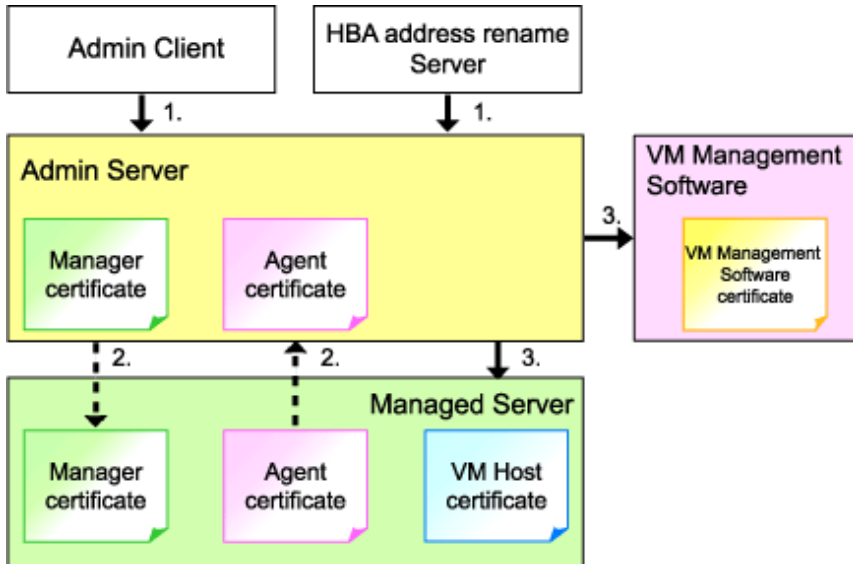 Admin Client
HBA address rename
Server
1.
1.
Admin Server
VM Management
Software
3.
Manager
certificate
Agent
certificate
VM Management
Software
certificate
2.
2.
3.
Managed Server
Manager
certificate
Agent
certificate
VM Host
certificate